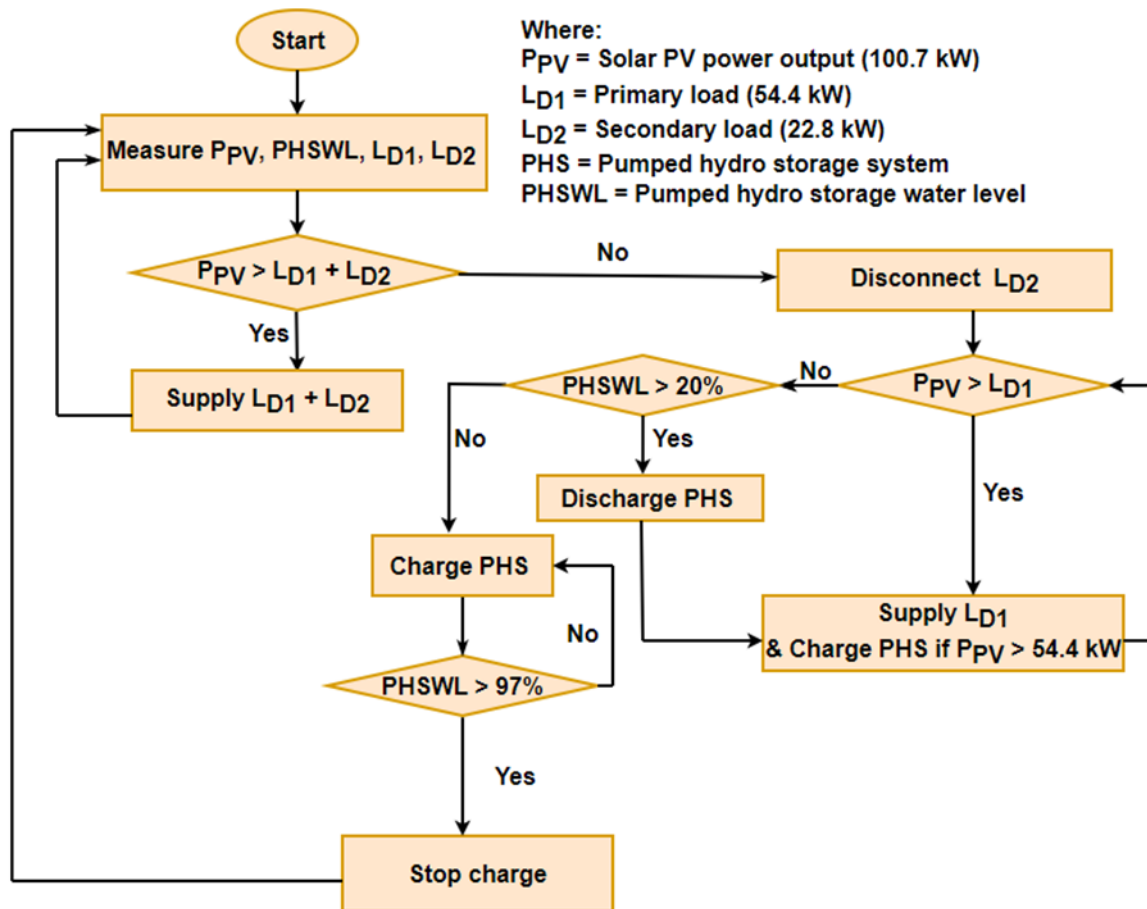 Start
Where:
PPV = Solar PV power output (100.7 kW)
LD1 = Primary load (54.4 kW)
LD2 = Secondary load (22.8 kW)
PHS = Pumped hydro storage system
PHSWL = Pumped hydro storage water level
Measure PPV, PHSWL, LD1, LD2
PPV > LD1 + LD2
No
Disconnect LD2
Yes
Supply LD1 + LD2
PHSWL > 20%
No
PPV > LD1
No
Yes
Yes
Discharge PHS
Charge PHS
No
Supply LD1
& Charge PHS if PPV > 54.4 kW
PHSWL > 97%
Yes
Stop charge